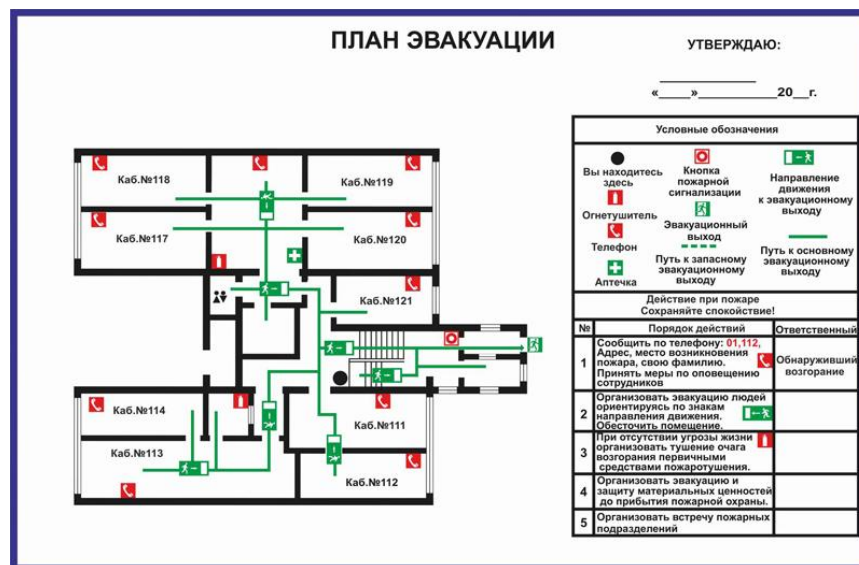 ПЛАН ЭВАКУАЦИИ
УТВЕРЖДАЮ:
«____»____________20__г.
Каб.№118
Каб.№119
Каб.№117
Каб.№120
Каб.№121
Каб.№114
Каб.№111
Каб.№113
Каб.№112
Условные обозначения
Вы находитесь
здесь
Кнопка
пожарной
сигнализации
Направление
движения
к эвакуационному
выходу
Огнетушитель
Эвакуационный
выход
Телефон
Путь к запасному
эвакуационному
выходу
Путь к основному
эвакуационному
выходу
Аптечка
Действие при пожаре
Сохраняйте спокойствие!
№ Порядок действий Ответственный
1 Сообщить по телефону: 01,112,
Адрес, место возникновения
пожара, свою фамилию.
Принять меры по оповещению
сотрудников
Обнаруживший
возгорание
2 Организовать эвакуацию людей
ориентируясь по знакам
направления движения.
Обесточить помещение.
3 При отсутствии угрозы жизни
организовать тушение очага
возгорания первичными
средствами пожаротушения.
4 Организовать эвакуацию и
защиту материальных ценностей
до прибытия пожарной охраны.
5 Организовать встречу пожарных
подразделений